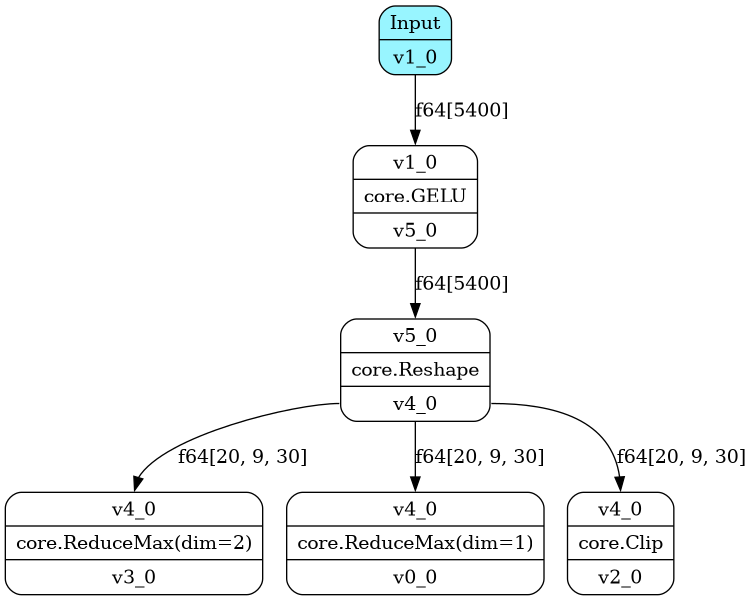 Input
v1_0
f64[5400]
v1_0
core.GELU
v5_0
f64[5400]
v5_0
core.Reshape
v4_0
f64[20, 9, 30]
f64[20, 9, 30]
f64[20, 9, 30]
v4_0
core.ReduceMax(dim=2)
v3_0
v4_0
core.ReduceMax(dim=1)
v0_0
v4_0
core.Clip
v2_0